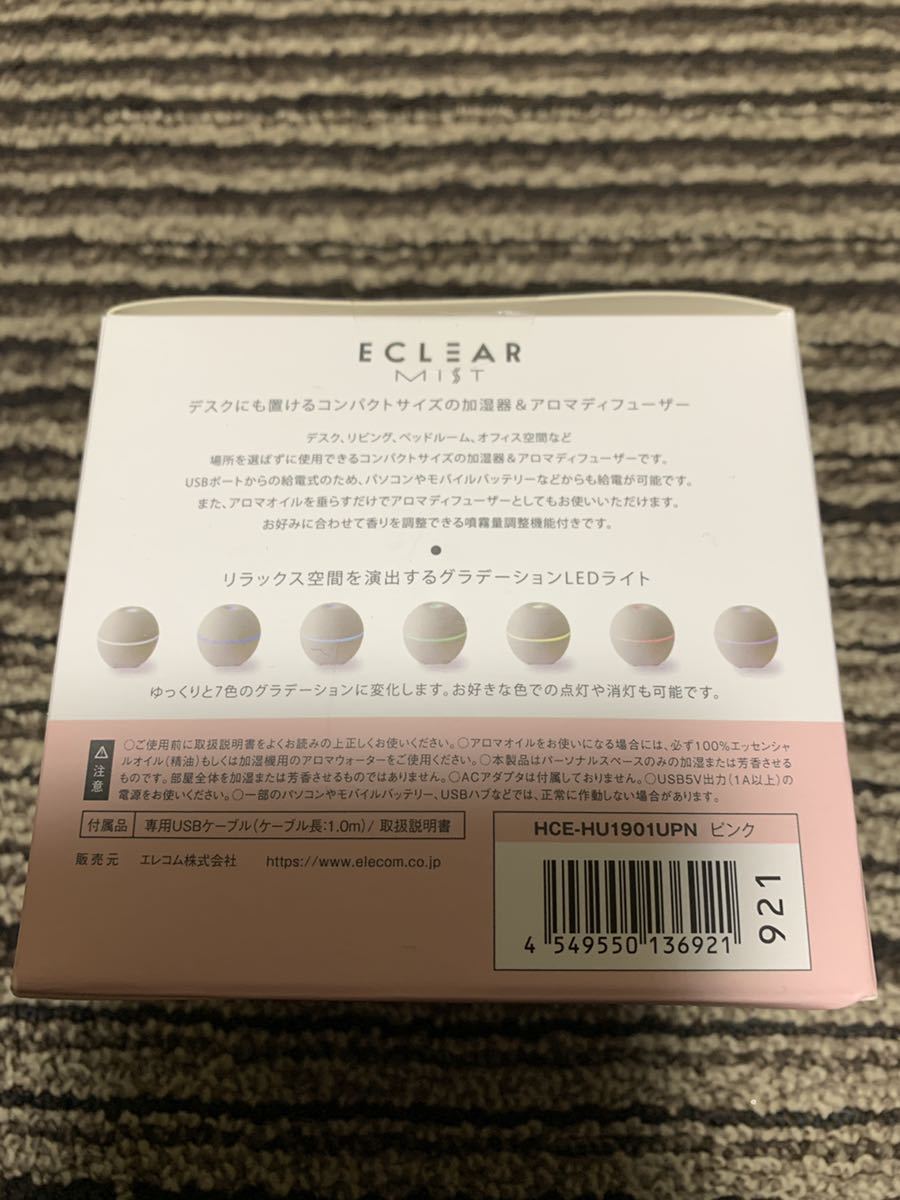 ECLEAR
MIST
デスクにも置けるコンパクトサイズの加湿器＆アロマディフューザー
デスク、リビング、ベッドルーム、オフィス空間など
場所を選ばずに使用できるコンパクトサイズの加湿器＆アロマディフューザーです。
USBポートからの給電式のため、パソコンやモバイルバッテリーなどからも給電が可能です。
また、アロマオイルを垂らすだけでアロマディフューザーとしてもお使いいただけます。
お好みに合わせて香りを調整できる噴霧量調整機能付きです。
リラックス空間を演出するグラデーションLEDライト
ゆっくりと7色のグラデーションに変化します。お好きな色での点灯や消灯も可能です。
注意
○ご使用前に取扱説明書をよくお読みの上正しくお使いください。○アロマオイルをお使いになる場合には、必ず100%エッセンシャ
ルオイル(精油)もしくは加湿機用のアロマウォーターをご使用ください。○本製品はパーソナルスペースのみの加湿または芳香させる
ものです。部屋全体を加湿または芳香させるものではありません。○ACアダプタは付属しておりません。○USB5V出力(1A以上)の
電源をお使いください。○一部のパソコンやモバイルバッテリー、USBハブなどでは、正常に作動しない場合があります。
付属品 専用USBケーブル(ケーブル長:1.0m)/ 取扱説明書
販売元 エレコム株式会社 https://www.elecom.co.jp
HCE-HU1901UPN ピンク
4 549550 136921
921